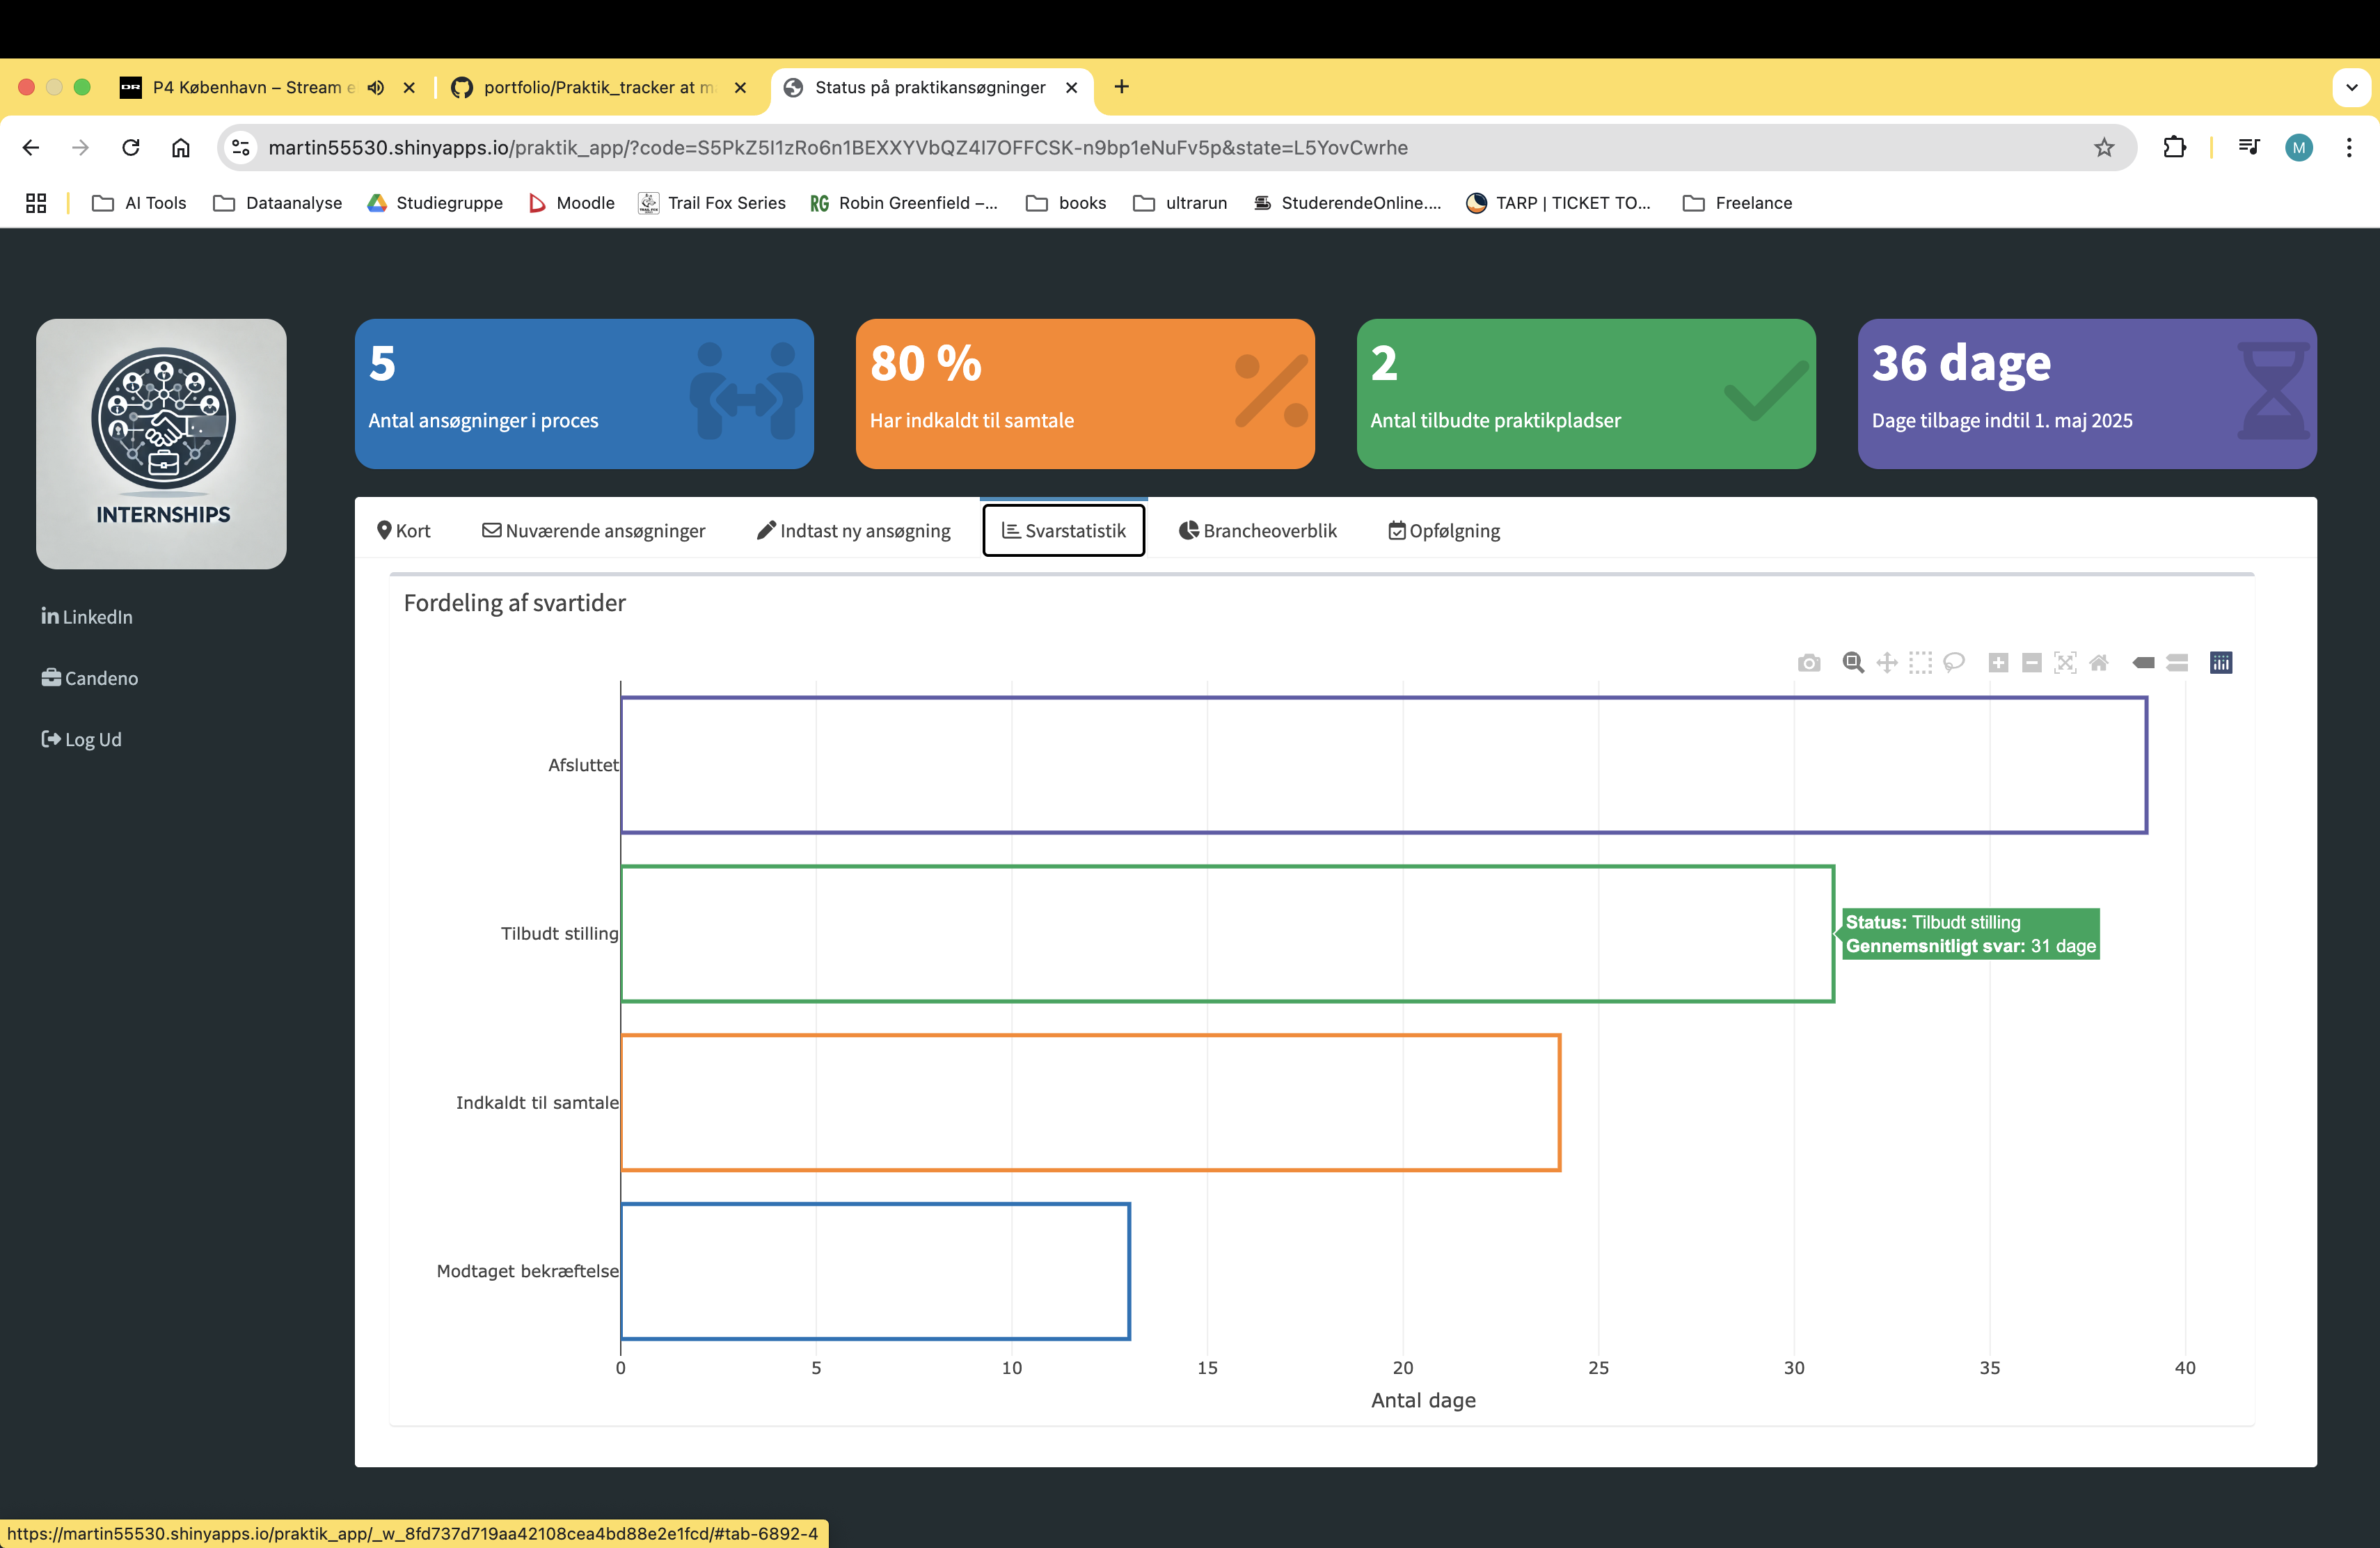 P4 København – Stream e
portfolio/Praktik_tracker at m
Status på praktikansøgninger
martin55530.shinyapps.io/praktik_app/?code=S5PkZ5I1zRo6n1BEXXYVbQZ4I7OFFCSK-n9bp1eNuFv5p&state=L5YovCwrhe
M
AI Tools
Dataanalyse
Studiegruppe
Moodle
Trail Fox Series
RG Robin Greenfield –...
books
ultrarun
StuderendeOnline....
TARP | TICKET TO...
Freelance
INTERNSHIPS
LinkedIn
Candeno
Log Ud
5
Antal ansøgninger i proces
80 %
Har indkaldt til samtale
2
Antal tilbudte praktikpladser
36 dage
Dage tilbage indtil 1. maj 2025
Kort
Nuværende ansøgninger
Indtast ny ansøgning
Svarstatistik
Brancheoverblik
Opfølgning
Fordeling af svartider
Afsluttet
Tilbudt stilling
Status: Tilbudt stilling
Gennemsnitligt svar: 31 dage
Indkaldt til samtale
Modtaget bekræftelse
0 5 10 15 20 25 30 35 40
Antal dage
https://martin55530.shinyapps.io/praktik_app/_w_8fd737d719aa42108cea4bd88e2e1fcd/#tab-6892-4